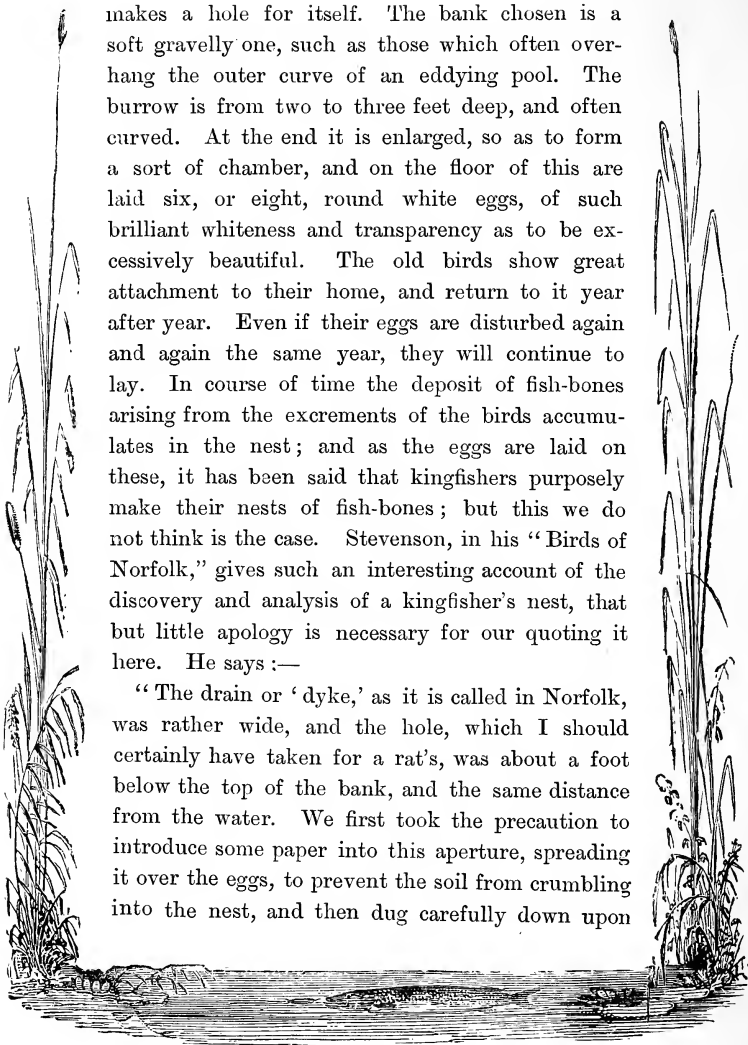 makes a hole for itself. The bank chosen is a
soft gravelly one, such as those which often over-
hang the outer curve of an eddying pool. The
burrow is from two to three feet deep, and often
curved. At the end it is enlarged, so as to form
a sort of chamber, and on the floor of this are
laid six, or eight, round white eggs, of such
brilliant whiteness and transparency as to be ex-
cessively beautiful. The old birds show great
attachment to their home, and return to it year
after year. Even if their eggs are disturbed again
and again the same year, they will continue to
lay. In course of time the deposit of fish-bones
arising from the excrements of the birds accumu-
lates in the nest; and as the eggs are laid on
these, it has been said that kingfishers purposely
make their nests of fish-bones; but this we do
not think is the case. Stevenson, in his “Birds of
Norfolk,” gives such an interesting account of the
discovery and analysis of a kingfisher’s nest, that
but little apology is necessary for our quoting it
here. He says:—
“The drain or ‘dyke,’ as it is called in Norfolk,
was rather wide, and the hole, which I should
certainly have taken for a rat’s, was about a foot
below the top of the bank, and the same distance
from the water. We first took the precaution to
introduce some paper into this aperture, spreading
it over the eggs, to prevent the soil from crumbling
into the nest, and then dug carefully down upon